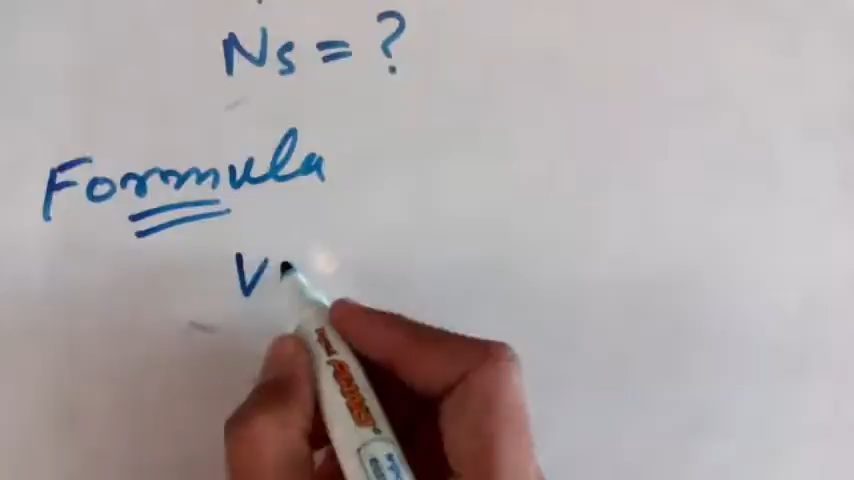 Ns = ?
Formula
V